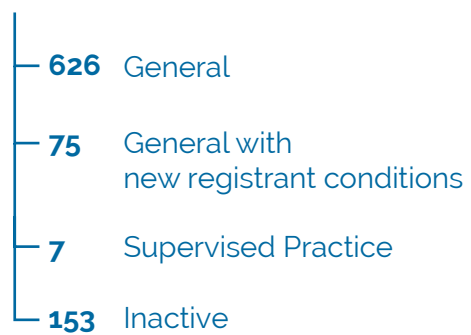 626 General
75 General with
new registrant conditions
7 Supervised Practice
153 Inactive